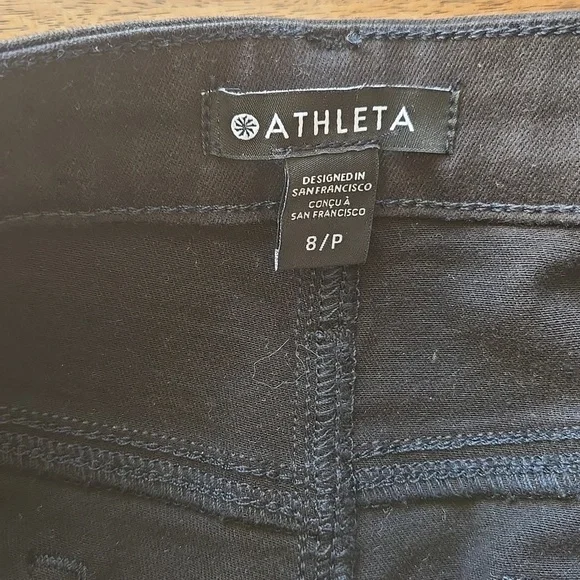 ATHLETA
DESIGNED IN
SAN FRANCISCO
CONÇU À
SAN FRANCISCO
8/P